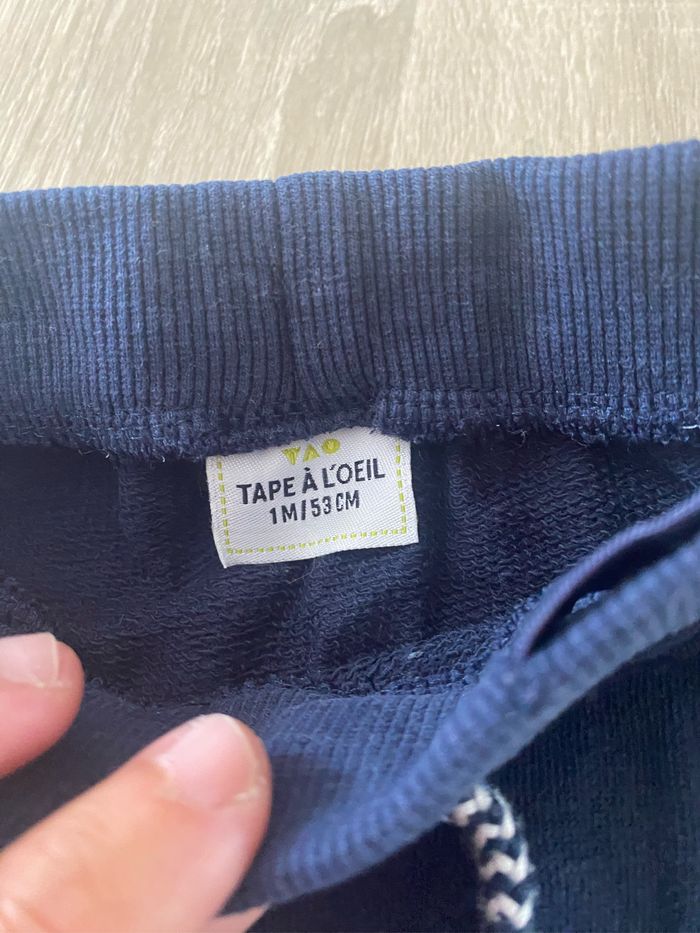 TAO
TAPE À L'OEIL
1M/53CM